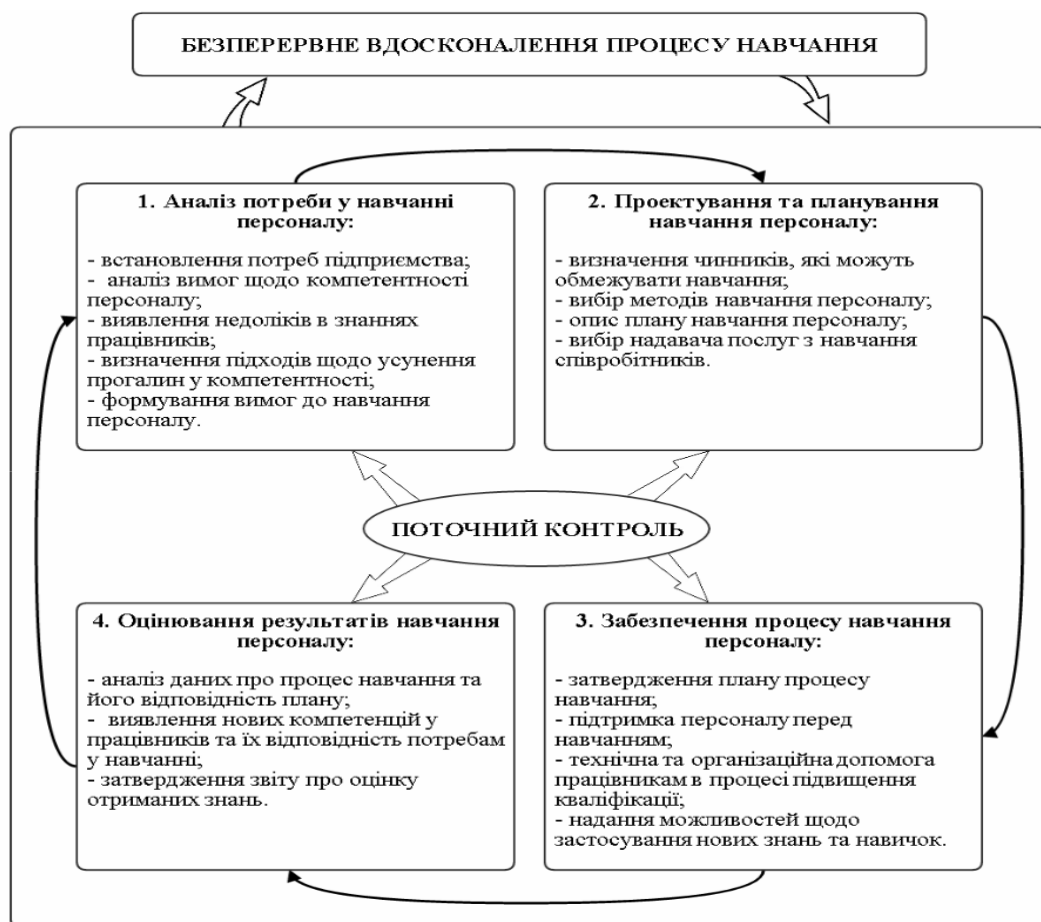 БЕЗПЕРЕРВНЕ ВДОСКОНАЛЕННЯ ПРОЦЕСУ НАВЧАННЯ
1. Аналіз потреби у навчанні
персоналу:
- встановлення потреб підприємства;
- аналіз вимог щодо компетентності
персоналу;
- виявлення недоліків в знаннях
працівників;
- визначення підходів щодо усунення
прогалин у компетентності;
- формування вимог до навчання
персоналу.
2. Проектування та планування
навчання персоналу:
- визначення чинників, які можуть
обмежувати навчання;
- вибір методів навчання персоналу;
- опис плану навчання персоналу;
- вибір надавача послуг з навчання
співробітників.
ПОТОЧНИЙ КОНТРОЛЬ
4. Оцінювання результатів навчання
персоналу:
- аналіз даних про процес навчання та
його відповідність плану;
- виявлення нових компетенцій у
працівників та їх відповідність потребам
у навчанні;
- затвердження звіту про оцінку
отриманих знань.
3. Забезпечення процесу навчання
персоналу:
- затвердження плану процесу
навчання;
- підтримка персоналу перед
навчанням;
- технічна та організаційна допомога
працівникам в процесі підвищення
кваліфікації;
- надання можливостей щодо
застосування нових знань та навичок.